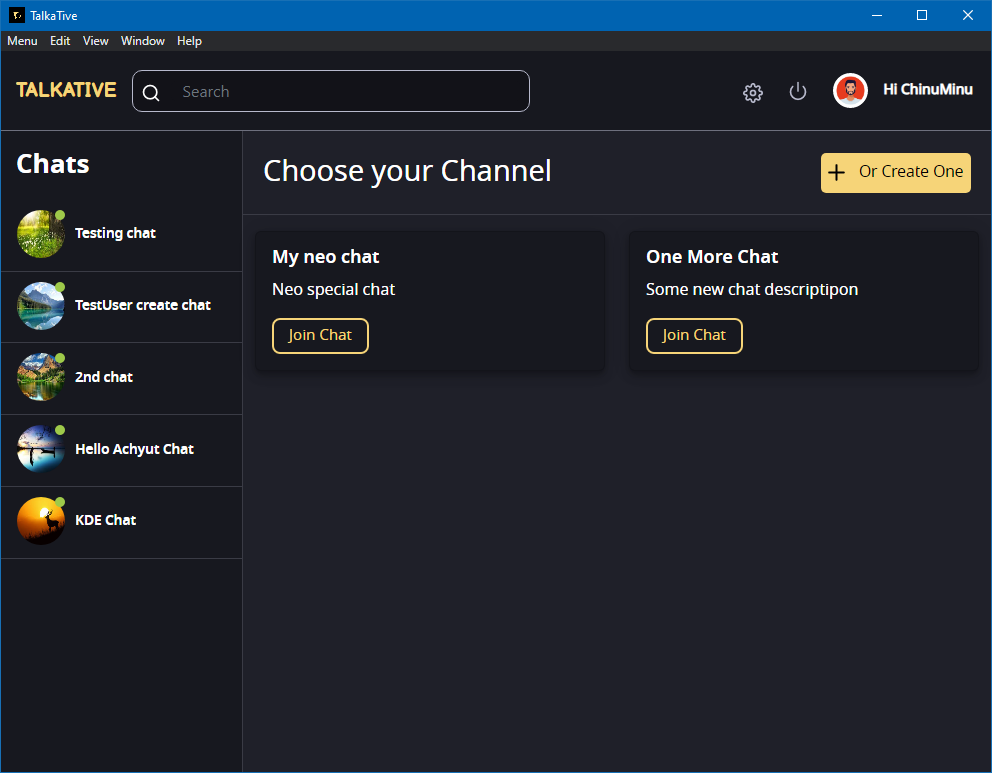 TalkaTive
Menu Edit View Window Help
TALKATIVE
Search
Hi ChinuMinu
Chats
Testing chat
TestUser create chat
2nd chat
Hello Achyut Chat
KDE Chat
Choose your Channel
+ Or Create One
My neo chat
Neo special chat
Join Chat
One More Chat
Some new chat descriptipon
Join Chat